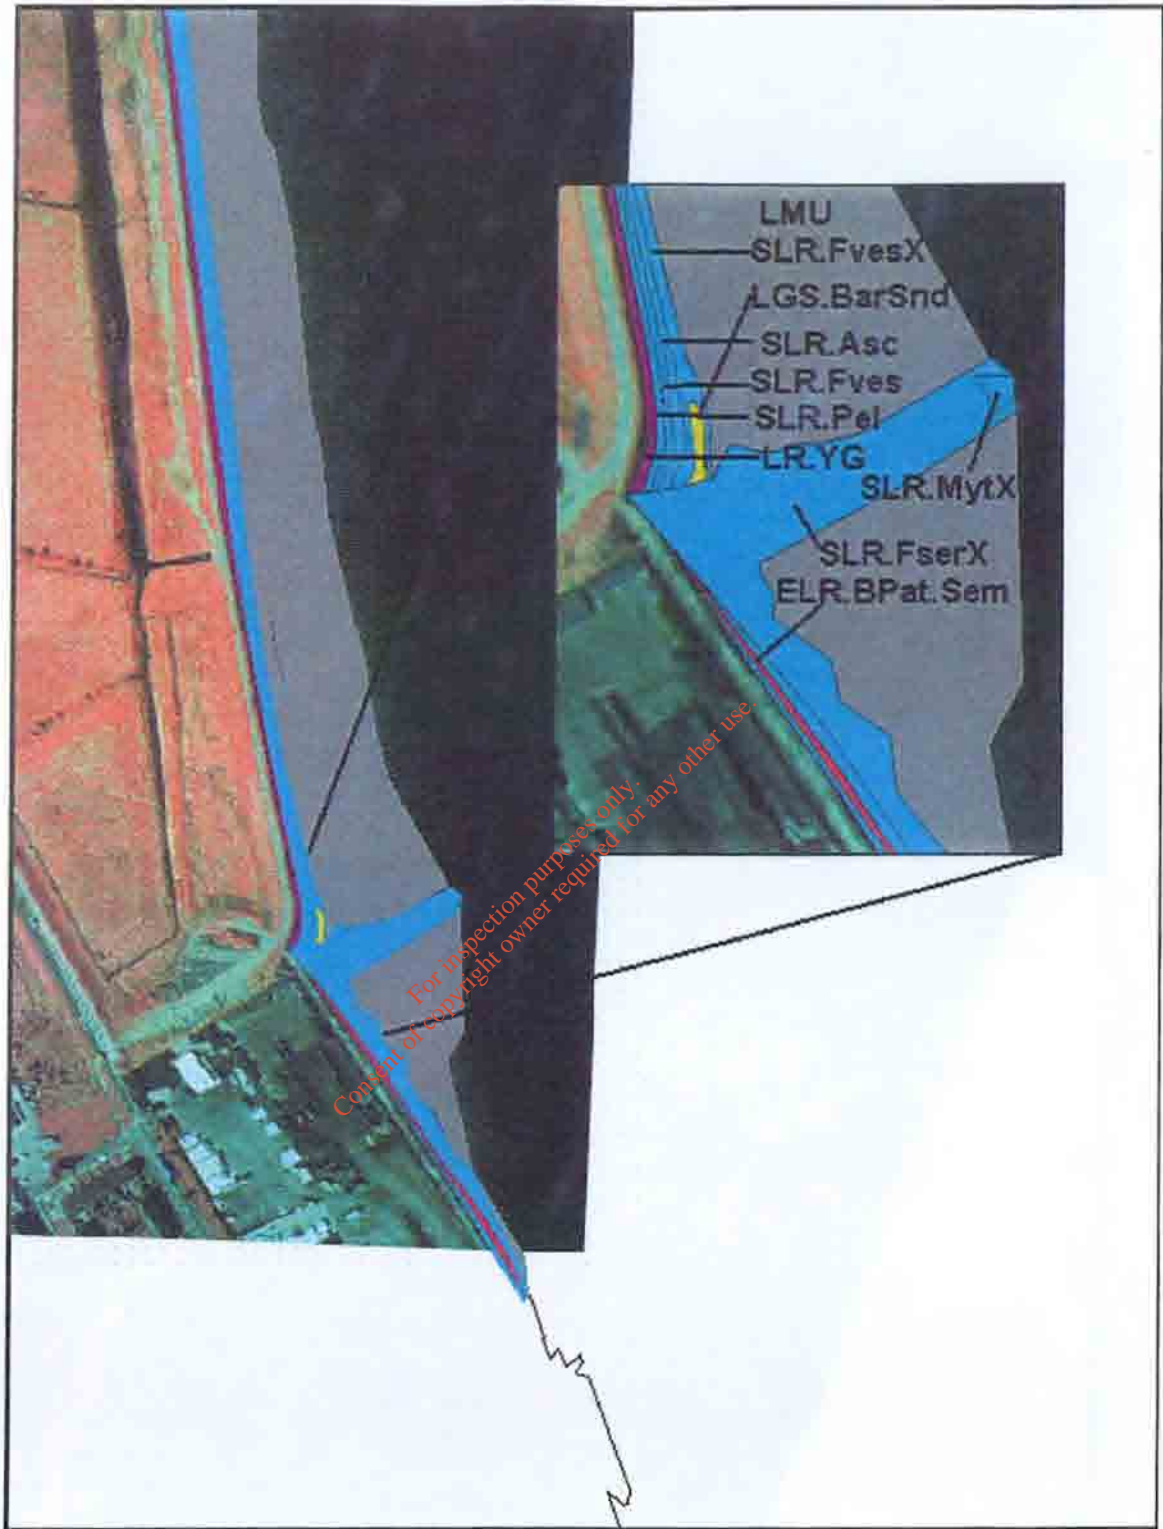 LMU
SLR.FvesX
LGS.BarSnd
SLR.Asc
SLR.Fves
SLR.Pel
LR.YG
SLR.MytX
SLR.FserX
ELR.BPat.Sem
For inspection purposes only.
Consent of copyright owner required for any other use.